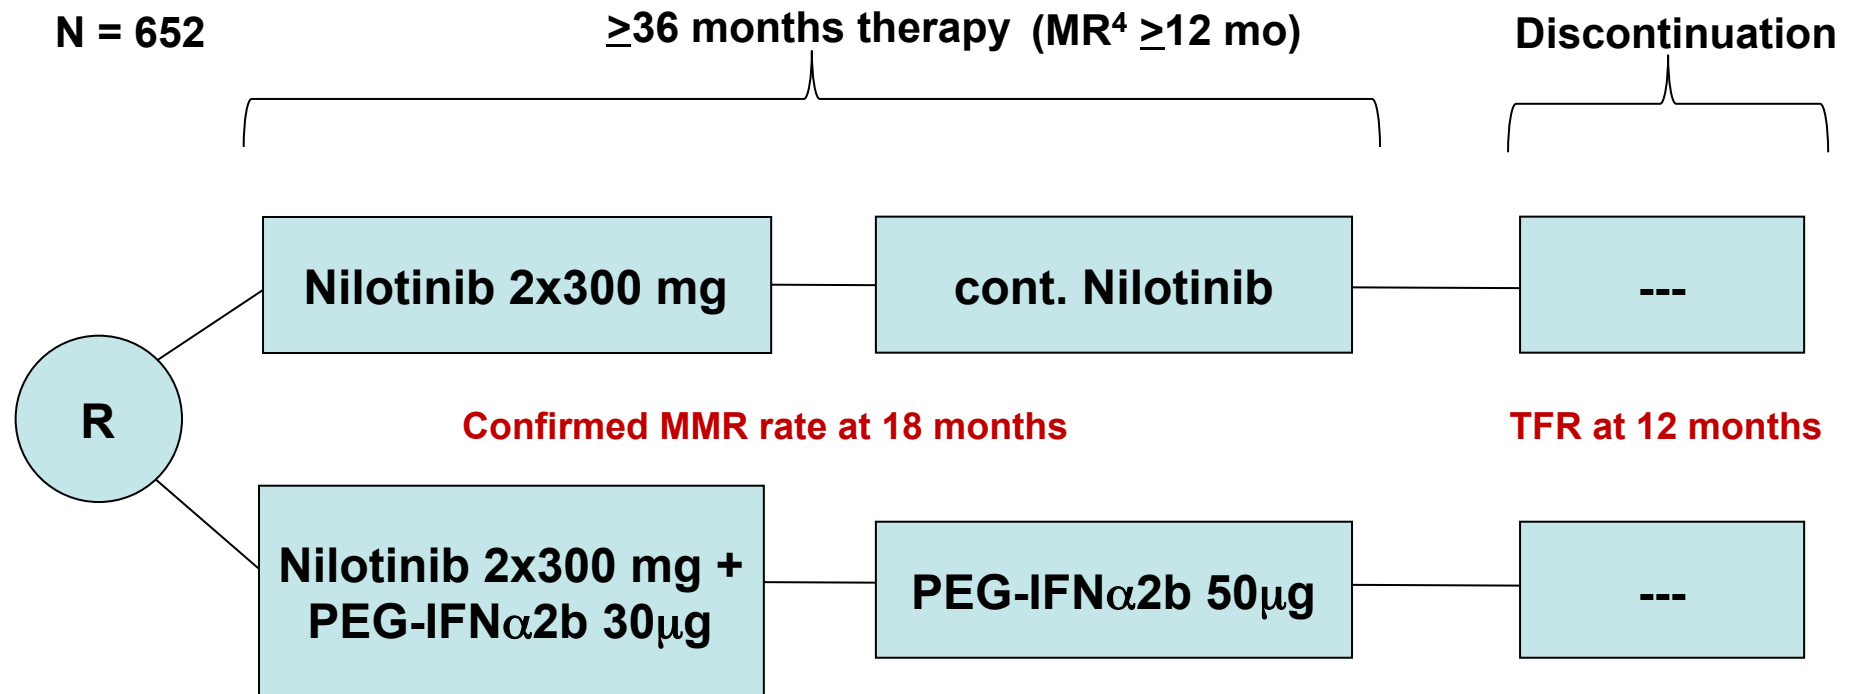 N = 652
≥36 months therapy (MR⁴ ≥12 mo)
Discontinuation
Nilotinib 2x300 mg
cont. Nilotinib
---
R
Confirmed MMR rate at 18 months
TFR at 12 months
Nilotinib 2x300 mg +
PEG-IFNα2b 30μg
PEG-IFNα2b 50μg
---